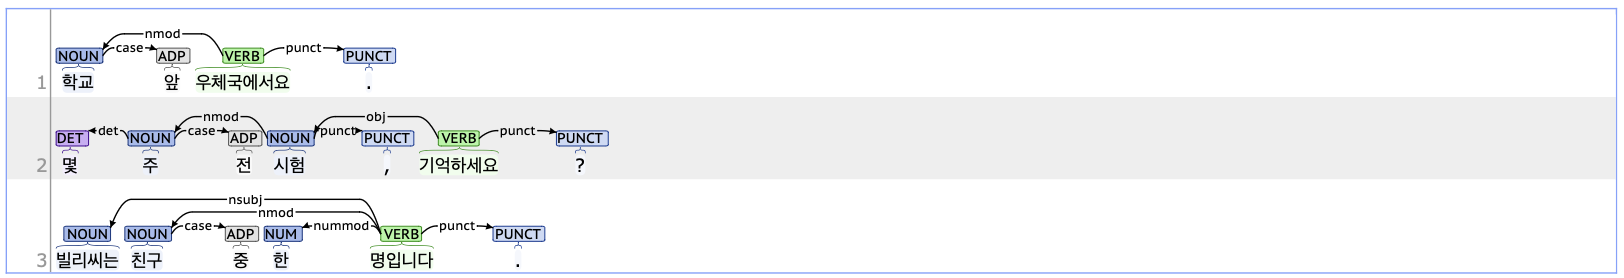 nmod
case punct
NOUN ADP VERB PUNCT
1 학교 앞 우체국에서요 .
nmod obj
det case punct punct
DET NOUN ADP NOUN PUNCT VERB PUNCT
2 몇 주 전 시험 , 기억하세요 ?
nsubj
nmod
case nummod punct
NOUN NOUN ADP NUM VERB PUNCT
3 빌리씨는 친구 중 한 명입니다 .